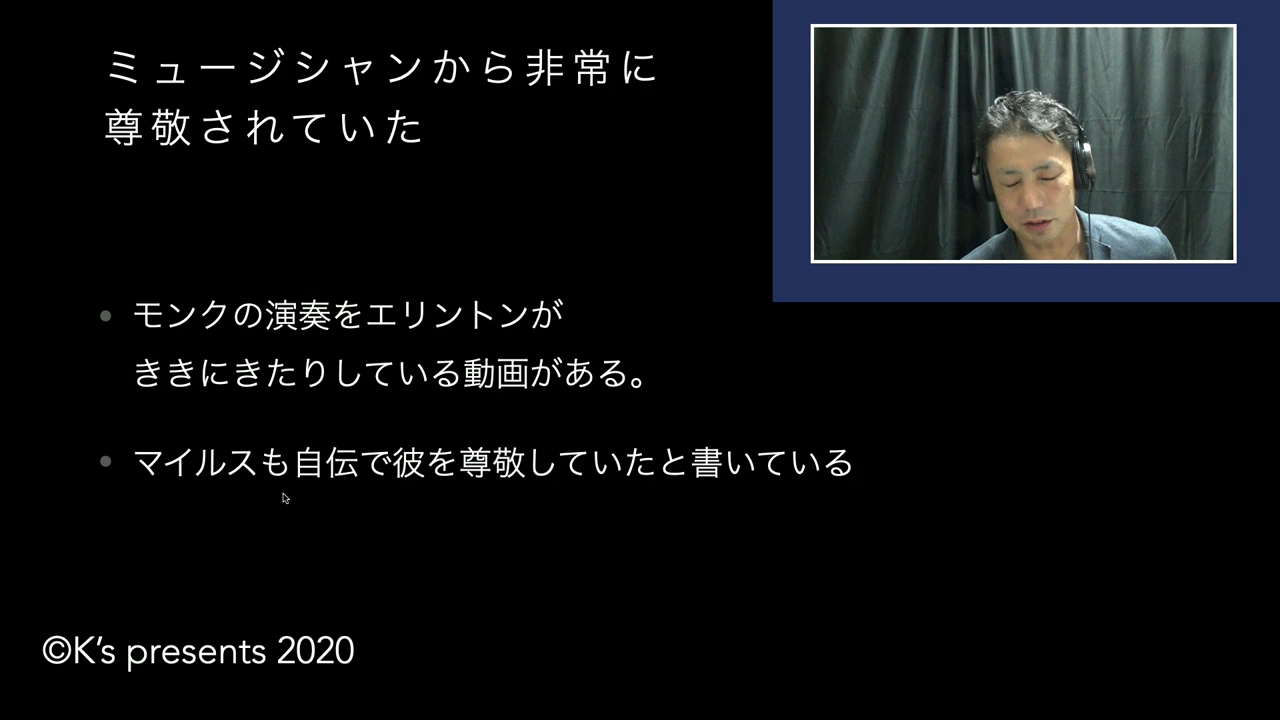 ミュージシャンから非常に
尊敬されていた
• モンクの演奏をエリントンが
ききにきたりしている動画がある。
• マイルスも自伝で彼を尊敬していたと書いている
©K’s presents 2020